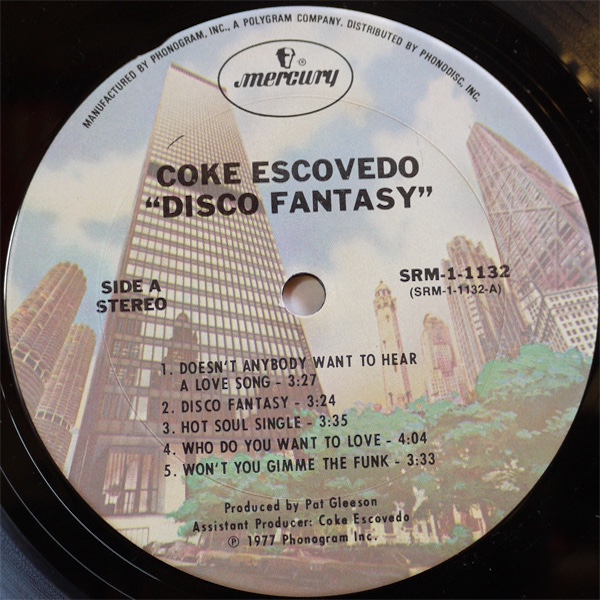 MANUFACTURED BY PHONOGRAM, INC., A POLYGRAM COMPANY. DISTRIBUTED BY PHONODISC, INC.
®
mercury
COKE ESCOVEDO
“DISCO FANTASY”
SIDE A
STEREO
SRM-1-1132
(SRM-1-1132-A)
1. DOESN'T ANYBODY WANT TO HEAR
A LOVE SONG - 3:27
2. DISCO FANTASY - 3:24
3. HOT SOUL SINGLE - 3:35
4. WHO DO YOU WANT TO LOVE - 4:04
5. WON'T YOU GIMME THE FUNK - 3:33
Produced by Pat Gleeson
Assistant Producer: Coke Escovedo
℗ 1977 Phonogram Inc.